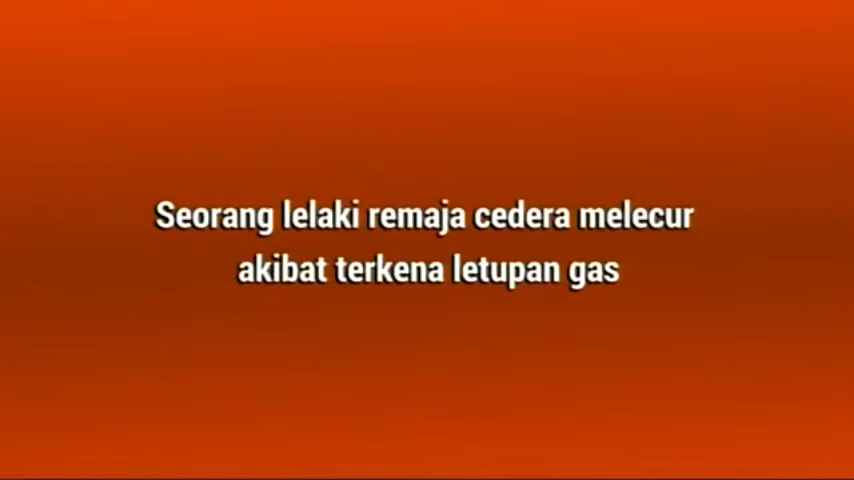 Seorang lelaki remaja cedera melecur
akibat terkena letupan gas